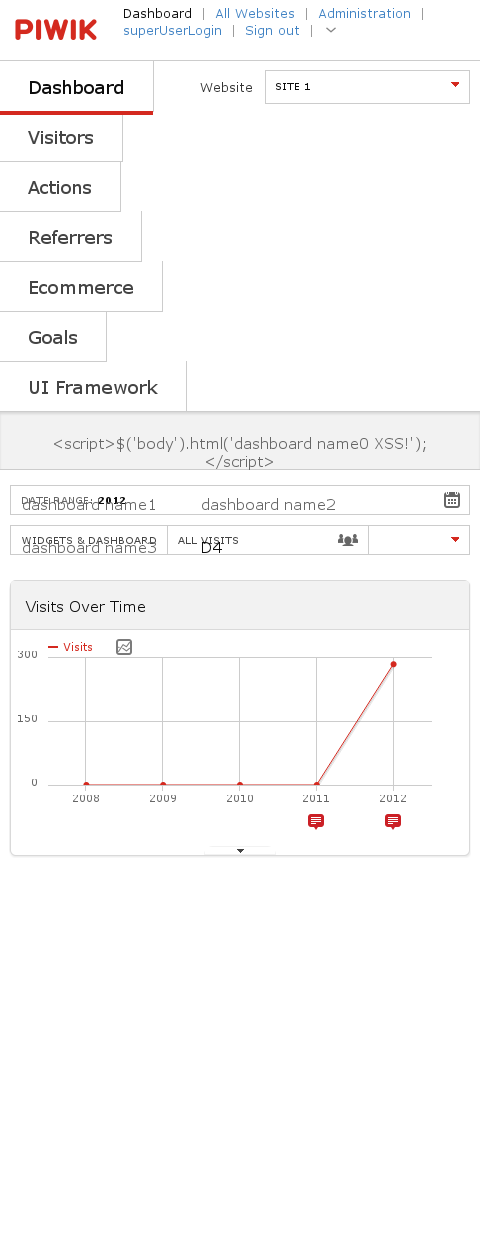 PIWIK
Dashboard | All Websites | Administration |
superUserLogin | Sign out |
Dashboard
Website
SITE 1
Visitors
Actions
Referrers
Ecommerce
Goals
UI Framework
<script>$('body').html('dashboard name0 XSS!');
</script>
DATE RANGE: 2012
dashboard name1
dashboard name2
WIDGETS & DASHBOARD
ALL VISITS
dashboard name3
D4
Visits Over Time
Visits
300
150
0
2008 2009 2010 2011 2012